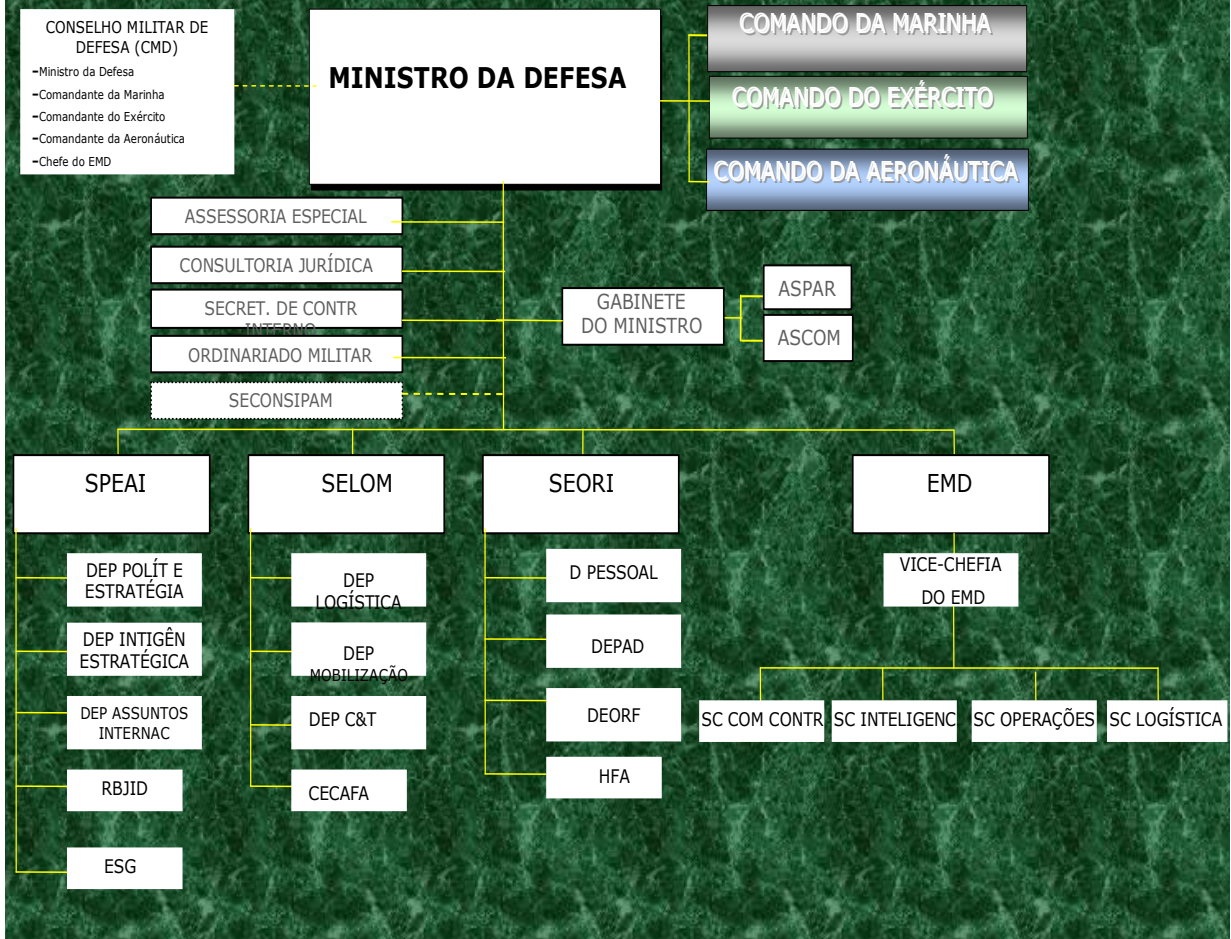 CONSELHO MILITAR DE
DEFESA (CMD)
-Ministro da Defesa
-Comandante da Marinha
-Comandante do Exército
-Comandante da Aeronáutica
-Chefe do EMD
MINISTRO DA DEFESA
COMANDO DA MARINHA
COMANDO DO EXÉRCITO
COMANDO DA AERONÁUTICA
ASSESSORIA ESPECIAL
CONSULTORIA JURÍDICA
SECRET. DE CONTR
INTERNO
ORDINARIADO MILITAR
SECONSIPAM
GABINETE
DO MINISTRO
ASPAR
ASCOM
SPEAI
SELOM
SEORI
EMD
DEP POLÍT E
ESTRATÉGIA
DEP INTIGÊN
ESTRATÉGICA
DEP ASSUNTOS
INTERNAC
RBJID
ESG
DEP
LOGÍSTICA
DEP
MOBILIZAÇÃO
DEP C&T
CECAFA
D PESSOAL
DEPAD
DEORF
HFA
VICE-CHEFIA
DO EMD
SC COM CONTR
SC INTELIGENC
SC OPERAÇÕES
SC LOGÍSTICA